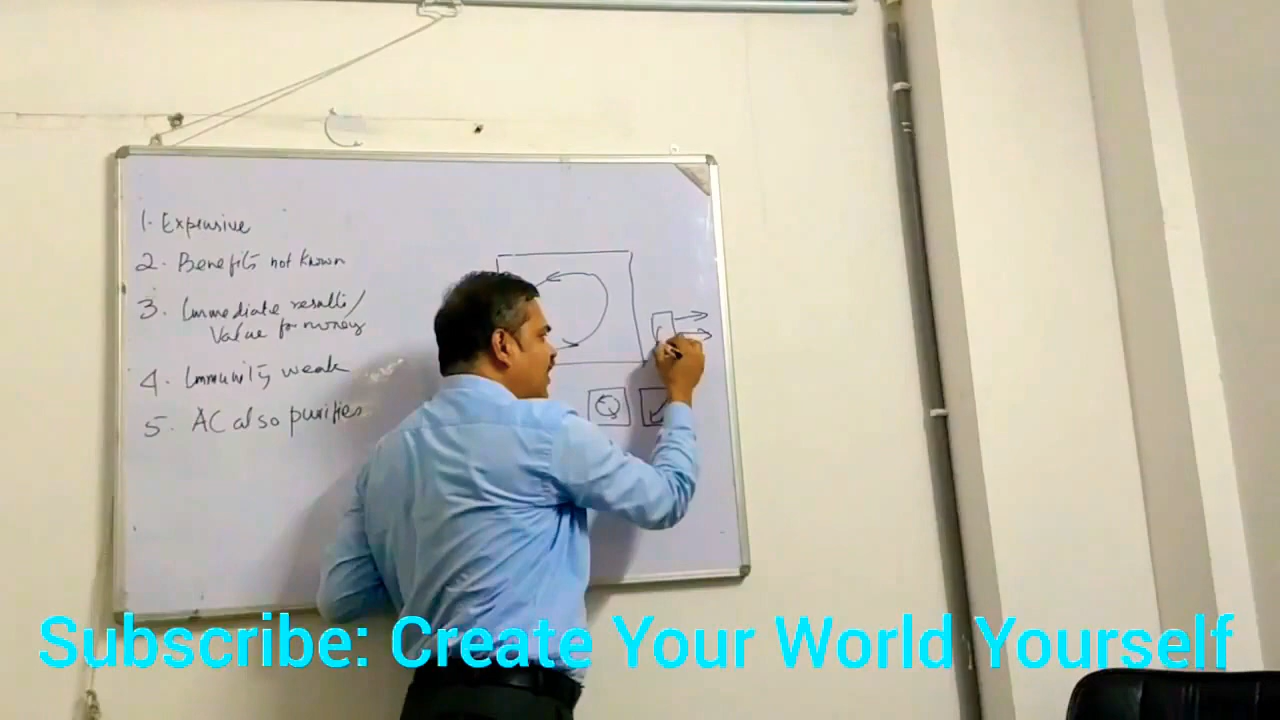 1. Expensive
2. Benefits not known
3. Immediate results/
Value for money
4. Immunity weak
5. AC also purifies
Subscribe: Create Your World Yourself